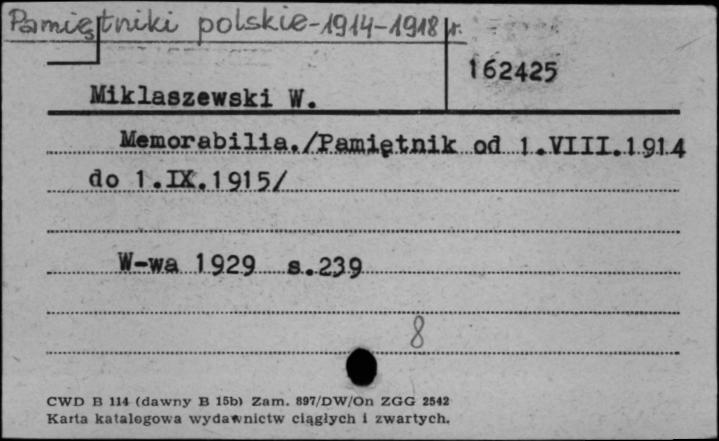 Pamiętniki polskie-1914-1918 r.
162425
Miklaszewski W.
Memorabilia./Pamiętnik od 1.VIII.1914
do 1.IX.1915/
W-wa 1929 s.239
8
CWD B 114 (dawny B 15b) Zam. 897/DW/On ZGG 2542
Karta katalogowa wydawnictw ciągłych i zwartych.